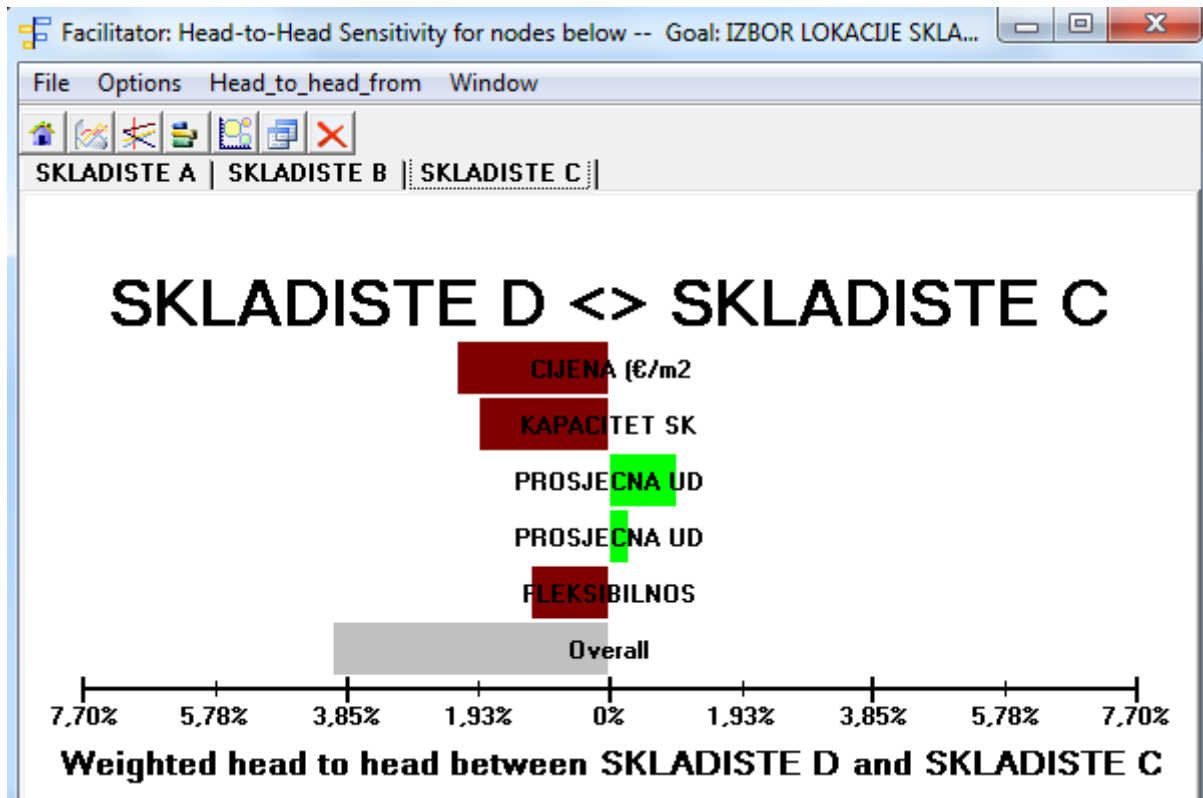 Facilitator: Head-to-Head Sensitivity for nodes below -- Goal: IZBOR LOKACIJE SKLA...
File Options Head_to_head_from Window
SKLADISTE A | SKLADISTE B | SKLADISTE C |
SKLADISTE D <> SKLADISTE C
CIJENA (€/m2
KAPACITET SK
PROSJECNA UD
PROSJECNA UD
FLEKSIBILNOS
Overall
7,70% 5,78% 3,85% 1,93% 0% 1,93% 3,85% 5,78% 7,70%
Weighted head to head between SKLADISTE D and SKLADISTE C